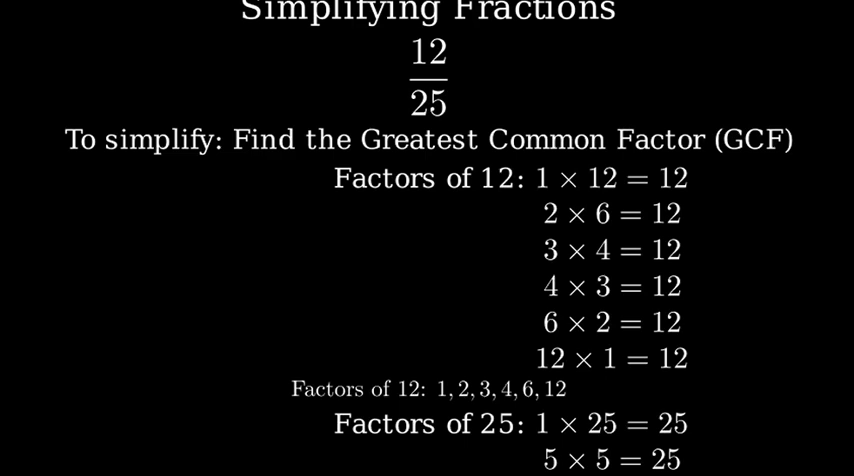 Simplifying Fractions
12
25
To simplify: Find the Greatest Common Factor (GCF)
Factors of 12: 1 × 12 = 12
2 × 6 = 12
3 × 4 = 12
4 × 3 = 12
6 × 2 = 12
12 × 1 = 12
Factors of 12: 1, 2, 3, 4, 6, 12
Factors of 25: 1 × 25 = 25
5 × 5 = 25